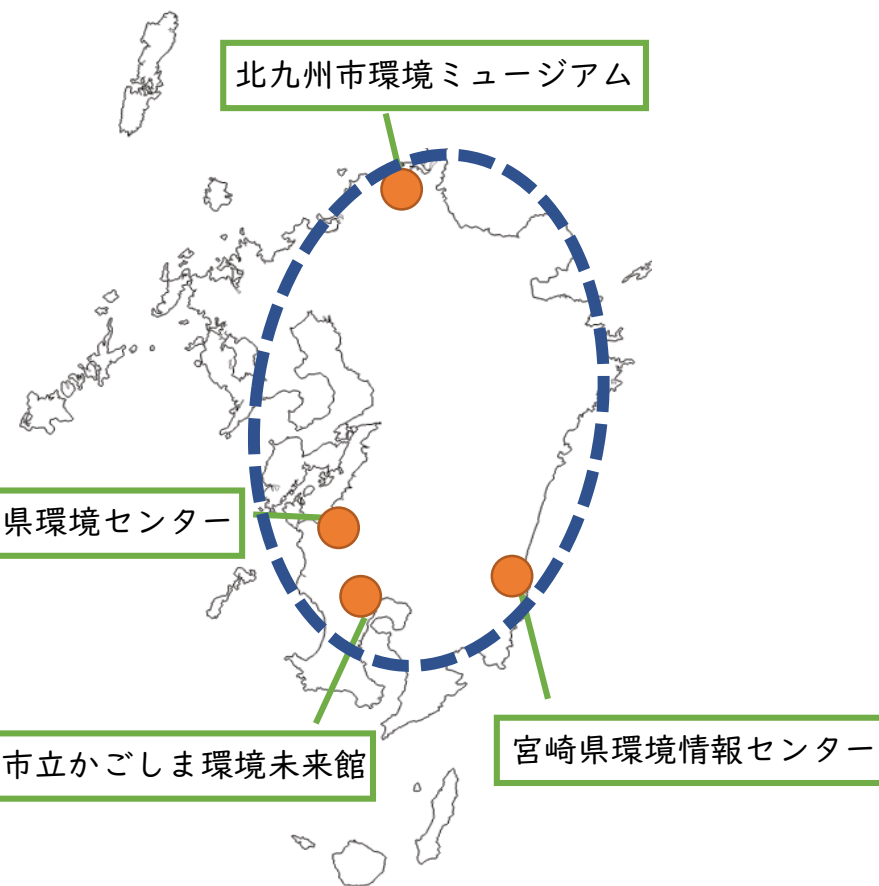 北九州市環境ミュージアム
県環境センター
市立かごしま環境未来館
宮崎県環境情報センター